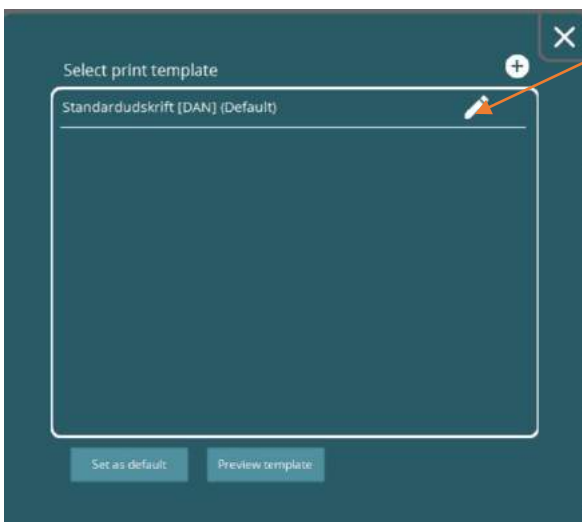 Select print template
Standardudskrift [DAN] (Default)
Set as default
Preview template